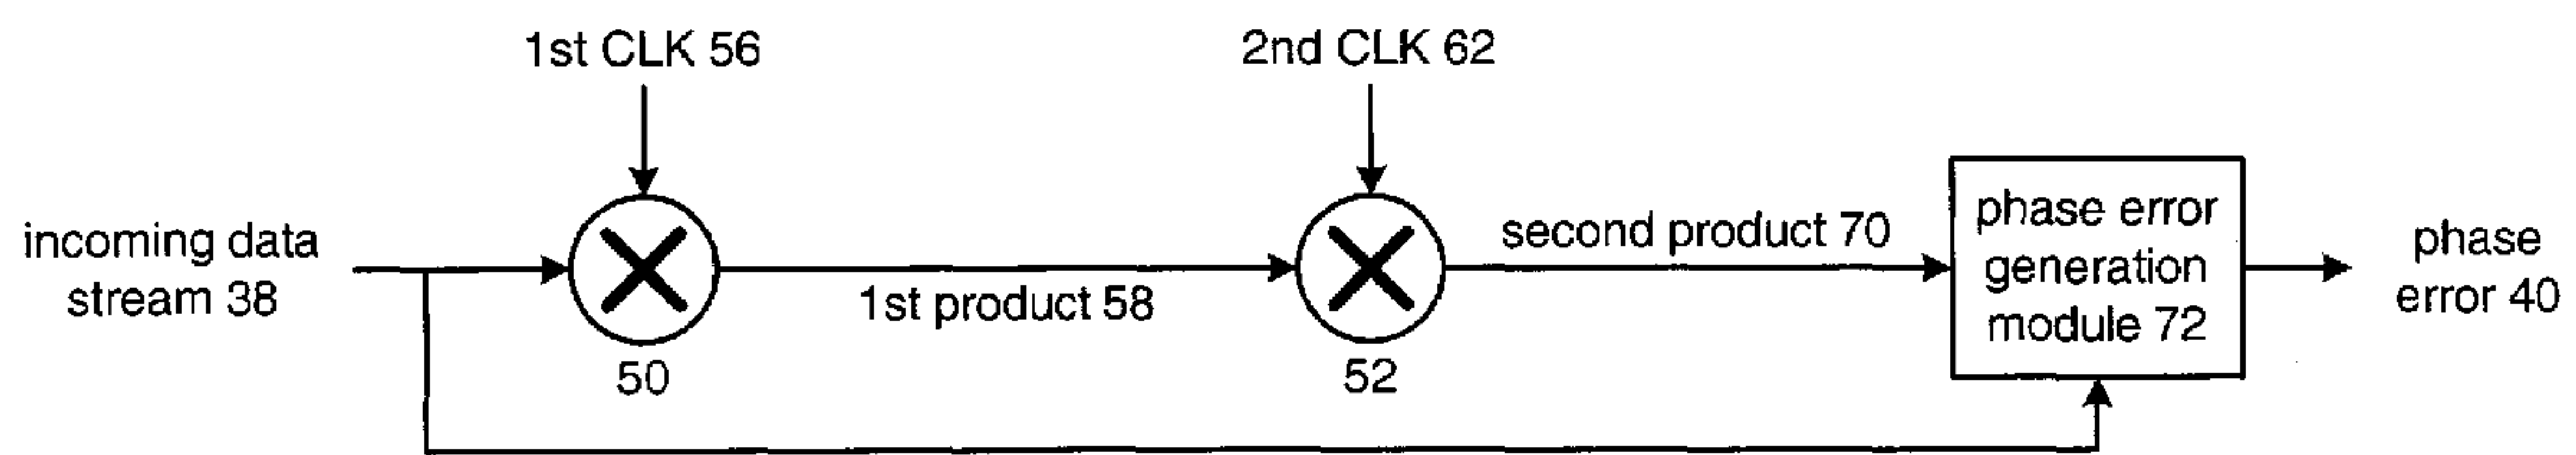 1st CLK 56
2nd CLK 62
incoming data
stream 38
50
1st product 58
52
second product 70
phase error
generation
module 72
phase
error 40